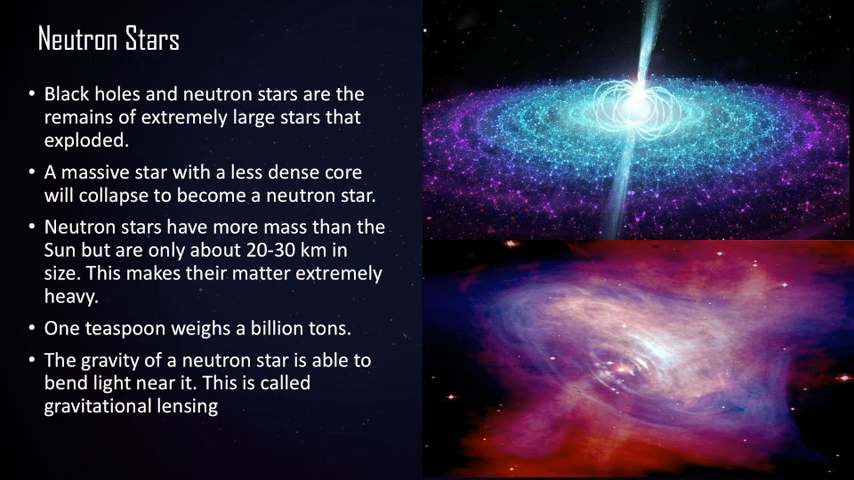 Neutron Stars
• Black holes and neutron stars are the
remains of extremely large stars that
exploded.
• A massive star with a less dense core
will collapse to become a neutron star.
• Neutron stars have more mass than the
Sun but are only about 20-30 km in
size. This makes their matter extremely
heavy.
• One teaspoon weighs a billion tons.
• The gravity of a neutron star is able to
bend light near it. This is called
gravitational lensing